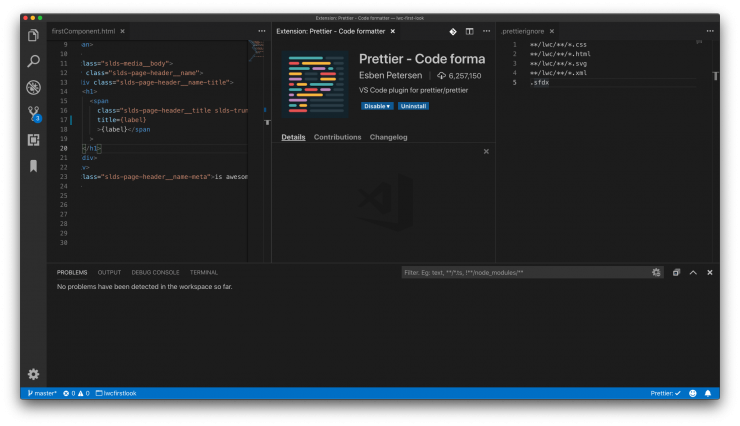 Extension: Prettier - Code formatter — lwc-first-look
firstComponent.html ×
Extension: Prettier - Code formatter ×
.prettierignore ×
9 an>
10
11 lass="slds-media__body">
12 class="slds-page-header__name">
13 iv class="slds-page-header__name-title">
14 <h1>
15 <span
16 class="slds-page-header__title slds-trun
17 title={label}
18 >{label}</span
19 >
20 </h1>
21 div>
22 v>
23 lass="slds-page-header__name-meta">is awesom
24
25
26
27
28
29
30
Prettier - Code forma
Esben Petersen | 6,257,150
VS Code plugin for prettier/prettier
Disable ▾ Uninstall
Details Contributions Changelog
1 **/lwc/**/*.css
2 **/lwc/**/*.html
3 **/lwc/**/*.svg
4 **/lwc/**/*.xml
5 .sfdx
3
PROBLEMS OUTPUT DEBUG CONSOLE TERMINAL
Filter. Eg: text, **/*.ts, !**/node_modules/**
No problems have been detected in the workspace so far.
master* 0 0 lwcfirstlook
Prettier: ✓